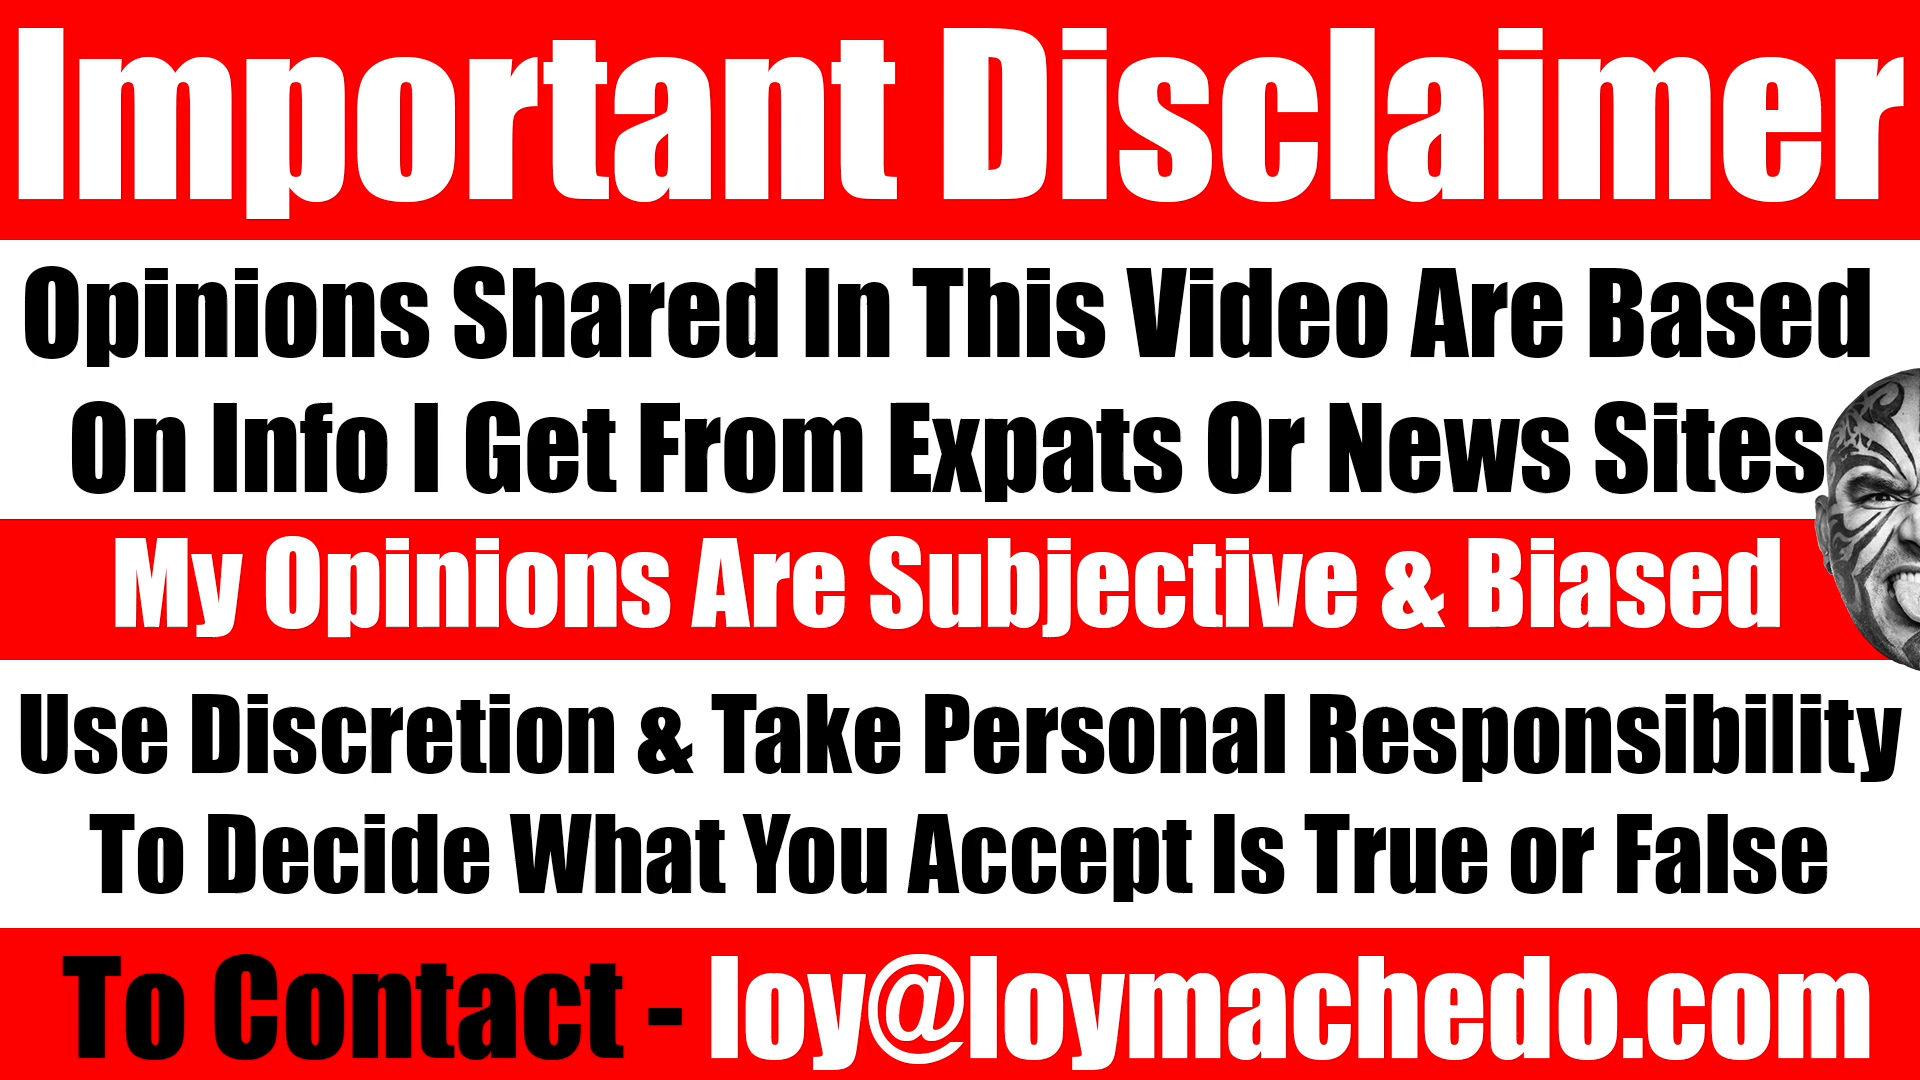 Important Disclaimer
Opinions Shared In This Video Are Based
On Info I Get From Expats Or News Sites
My Opinions Are Subjective & Biased
Use Discretion & Take Personal Responsibility
To Decide What You Accept Is True or False
To Contact - loy@loymachedo.com